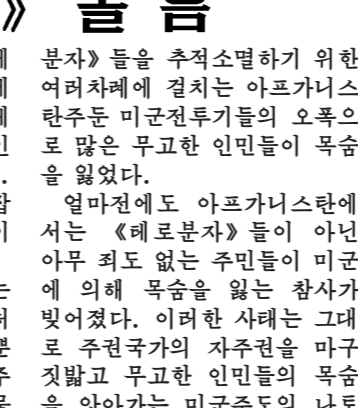 》
분자》들을 추적소멸하기 위한
여러차례에 걸치는 아프가니스
탄주둔 미군전투기들의 오폭으
로 많은 무고한 인민들이 목숨
을 잃었다.
얼마전에도 아프가니스탄에
서는 《테로분자》들이 아닌
아무 죄도 없는 주민들이 미군
에 의해 목숨을 잃는 참사가
빚어졌다. 이러한 사태는 그대
로 주권국가의 자주권을 마구
짓밟고 무고한 인민들의 목숨
을 앗아가는 미군주도의 나토